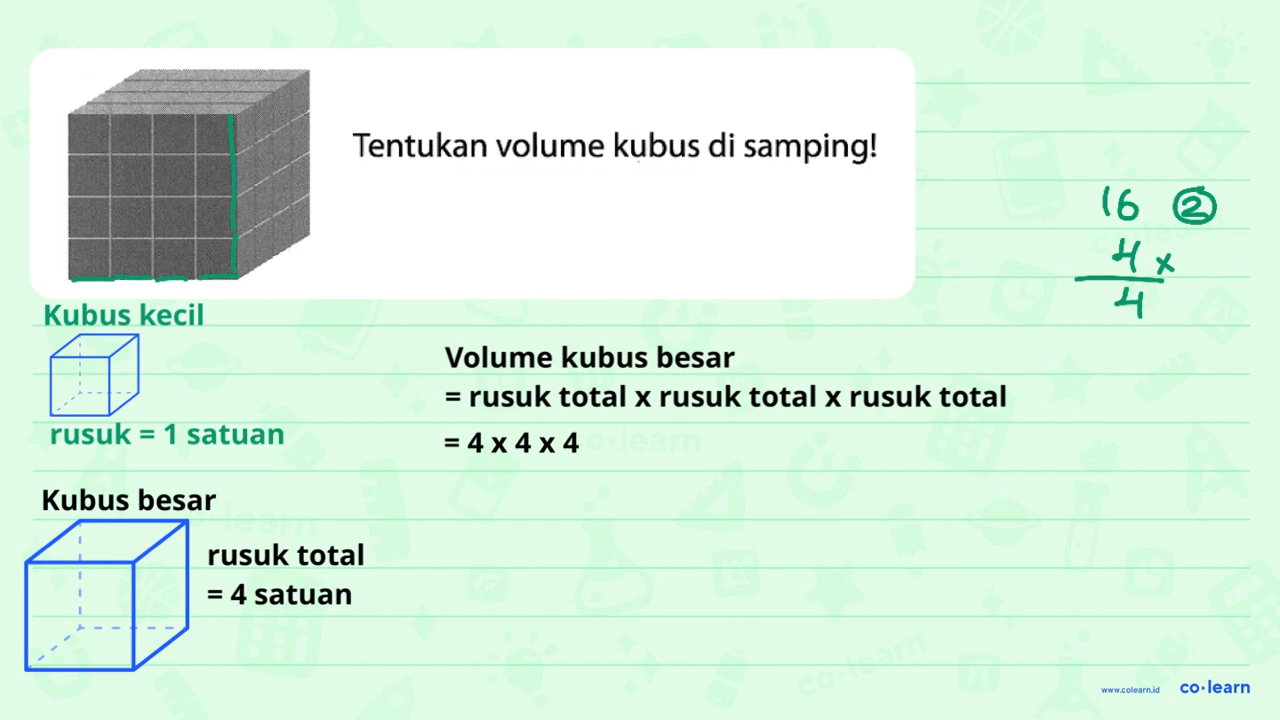 Tentukan volume kubus di samping!
16 ②
4 x
4
Kubus kecil
rusuk = 1 satuan
Volume kubus besar
= rusuk total x rusuk total x rusuk total
= 4 x 4 x 4
Kubus besar
rusuk total
= 4 satuan
www.colearn.id co learn